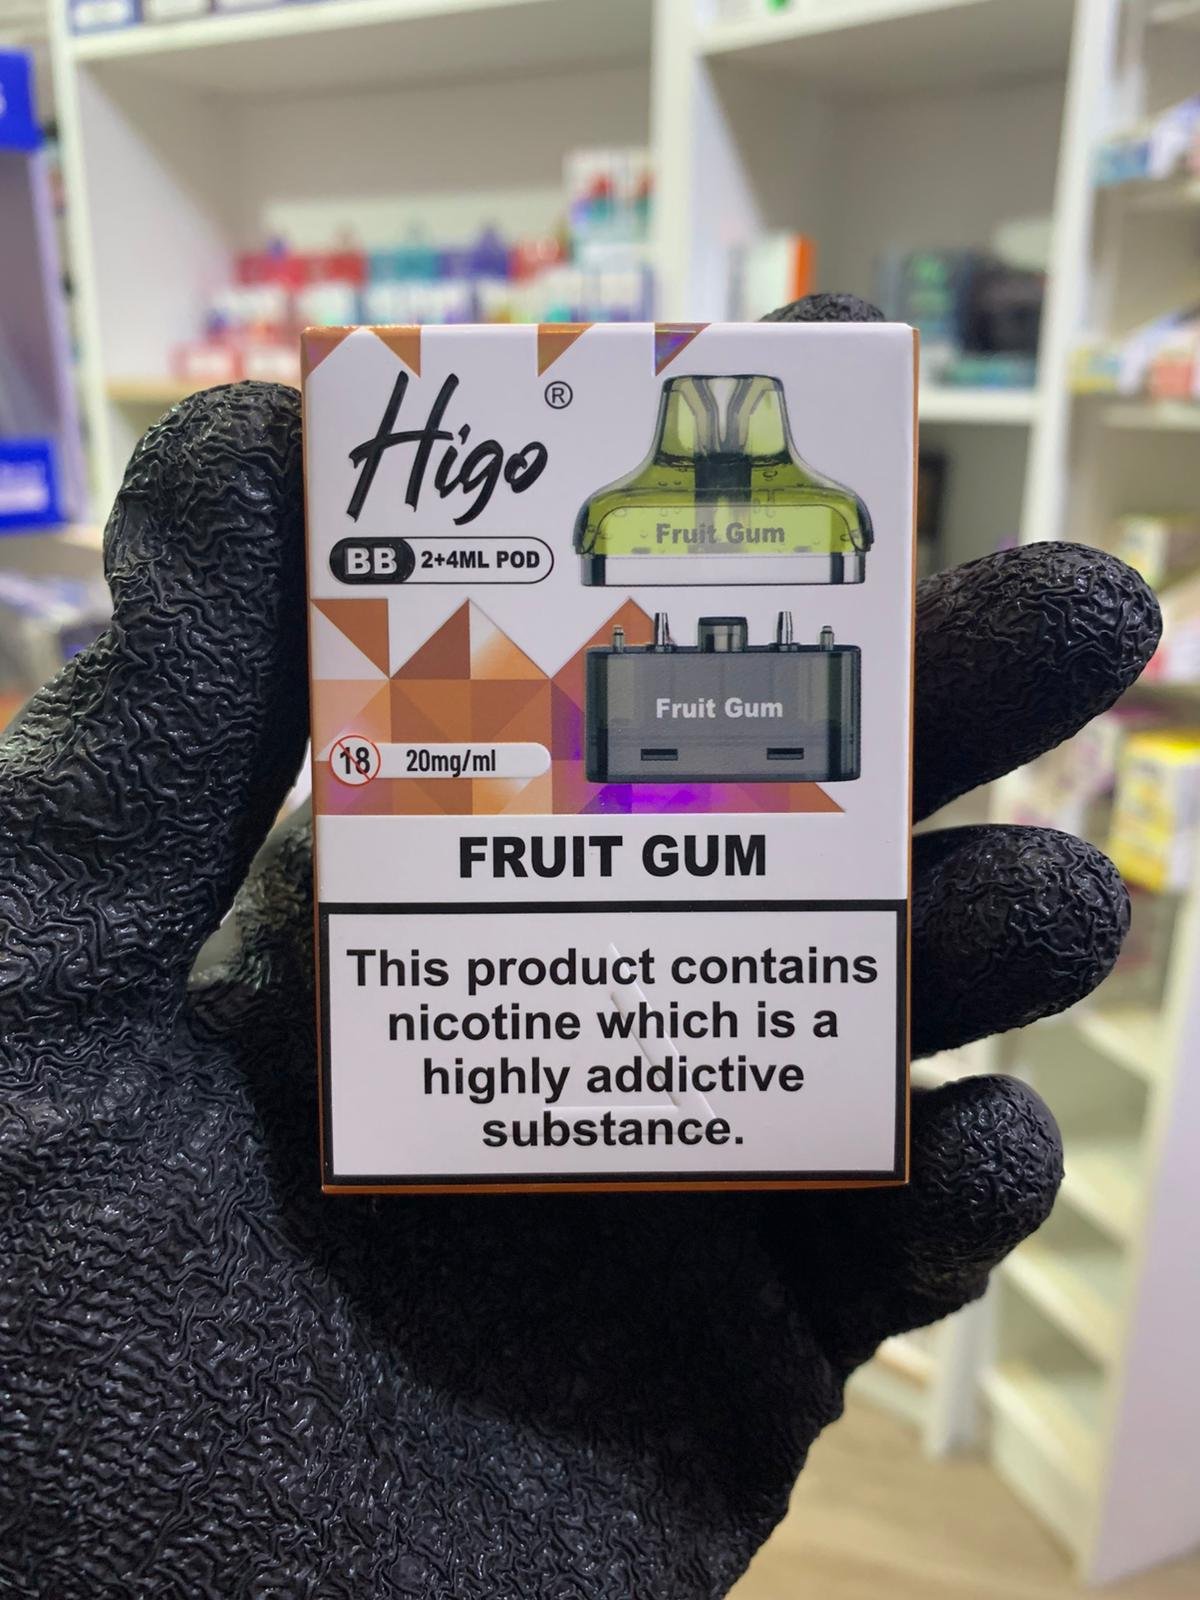 Higo®
BB 2+4ML POD
Fruit Gum
Fruit Gum
18 20mg/ml
FRUIT GUM
This product contains
nicotine which is a
highly addictive
substance.